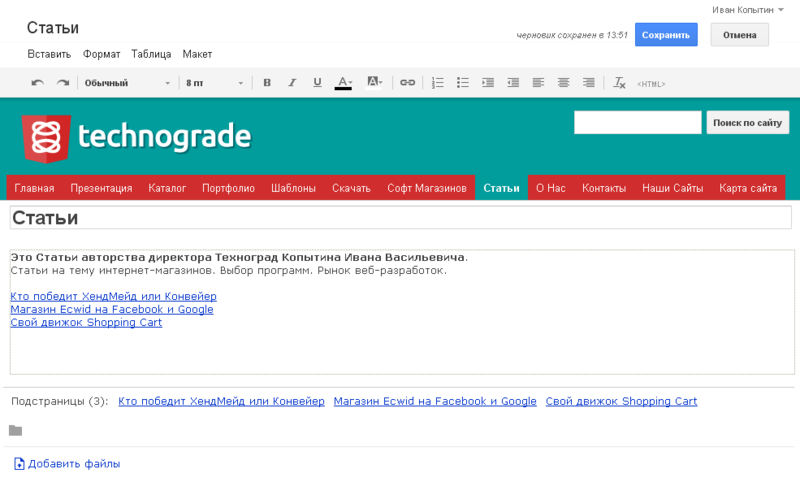 Иван Копытин
Статьи
черновик сохранен в 13:51
Сохранить
Отмена
Вставить Формат Таблица Макет
Обычный 8 пт B I U A A <HTML>
technograde
Поиск по сайту
Главная Презентация Каталог Портфолио Шаблоны Скачать Софт Магазинов Статьи О Нас Контакты Наши Сайты Карта сайта
Статьи
Это Статьи авторства директора Техноград Копытина Ивана Васильевича.
Статьи на тему интернет-магазинов. Выбор программ. Рынок веб-разработок.
Кто победит ХендМейд или Конвейер
Магазин Ecwid на Facebook и Google
Свой движок Shopping Cart
Подстраницы (3): Кто победит ХендМейд или Конвейер Магазин Ecwid на Facebook и Google Свой движок Shopping Cart
Добавить файлы